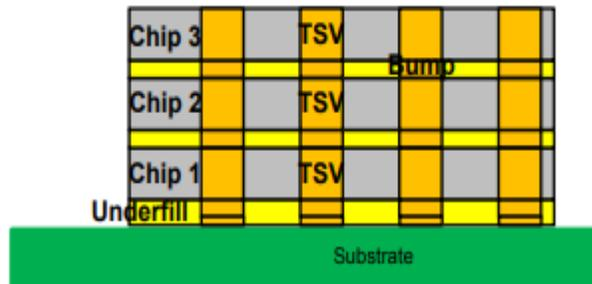 Chip 3 TSV
Bump
Chip 2 TSV
Chip 1 TSV
Underfill
Substrate